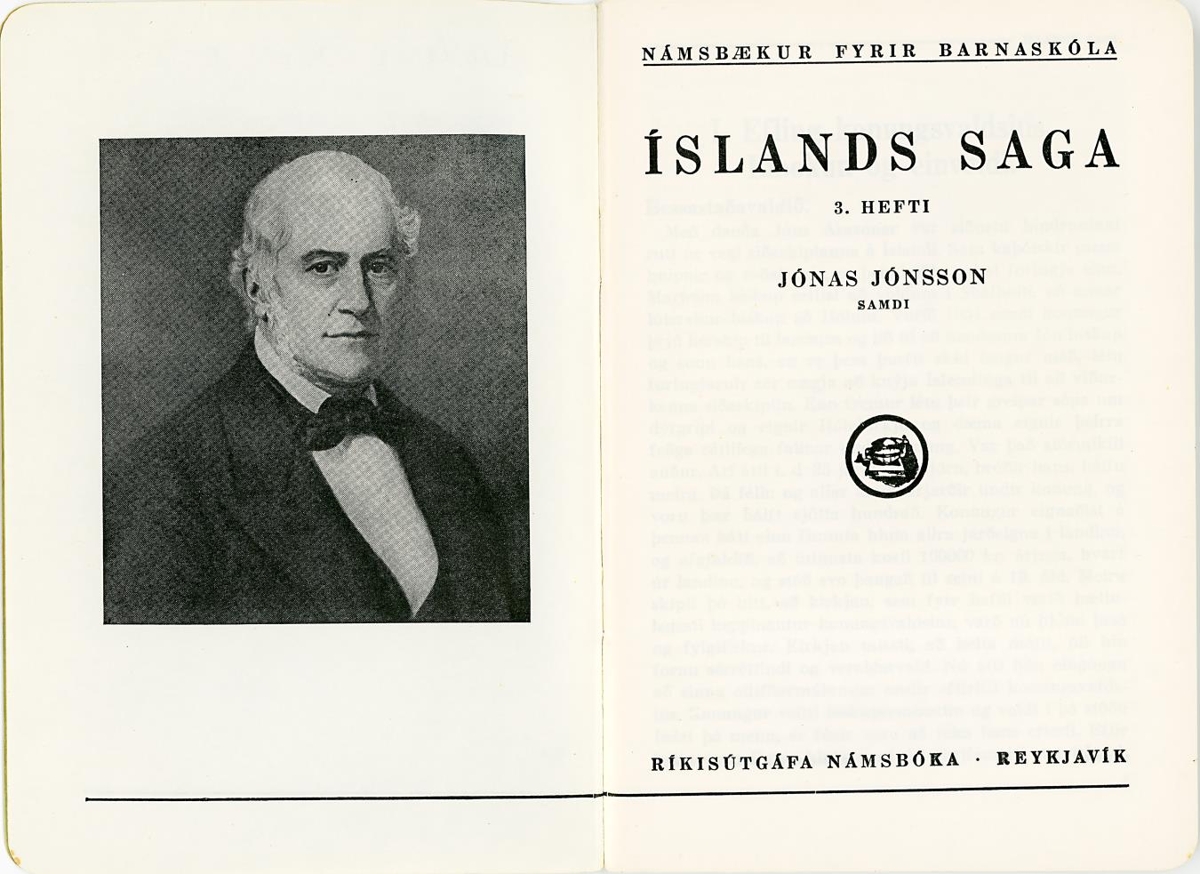 NÁMSBÆKUR FYRIR BARNASKÓLA
ÍSLANDS SAGA
3. HEFTI
JÓNAS JÓNSSON
SAMDI
RÍKISÚTGÁFA NÁMSBÓKA · REYKJAVÍK